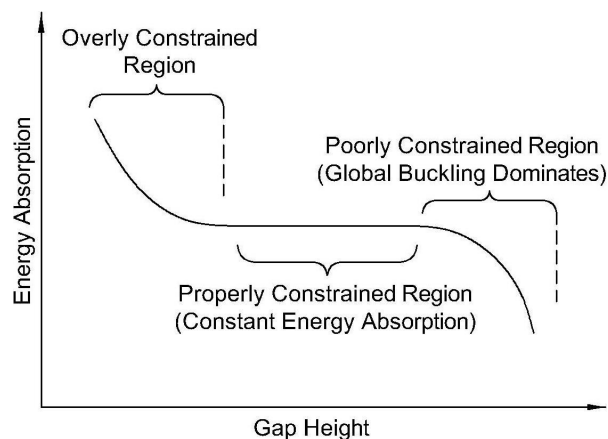 Overly Constrained
Region
Poorly Constrained Region
(Global Buckling Dominates)
Properly Constrained Region
(Constant Energy Absorption)
Energy Absorption
Gap Height